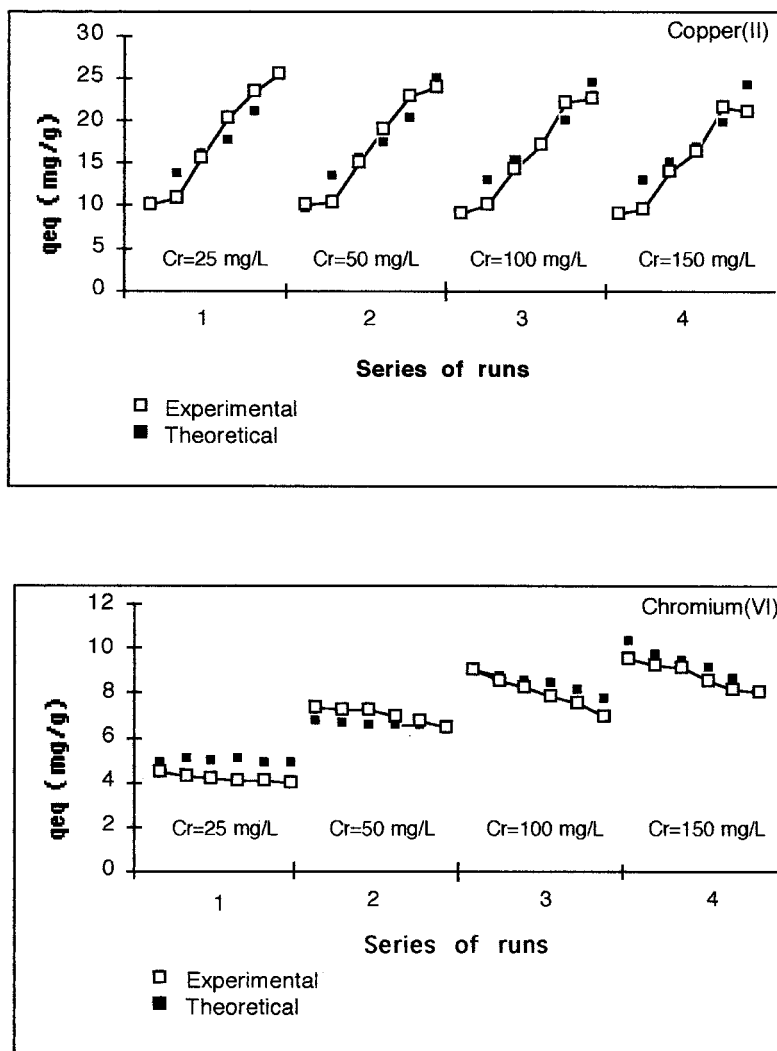 Copper(II)
30
25
20
15
10
5
0
qeq (mg/g)
Cr=25 mg/L Cr=50 mg/L Cr=100 mg/L Cr=150 mg/L
1 2 3 4
Series of runs
Experimental
Theoretical
Chromium(VI)
12
10
8
6
4
2
0
qeq (mg/g)
Cr=25 mg/L Cr=50 mg/L Cr=100 mg/L Cr=150 mg/L
1 2 3 4
Series of runs
Experimental
Theoretical